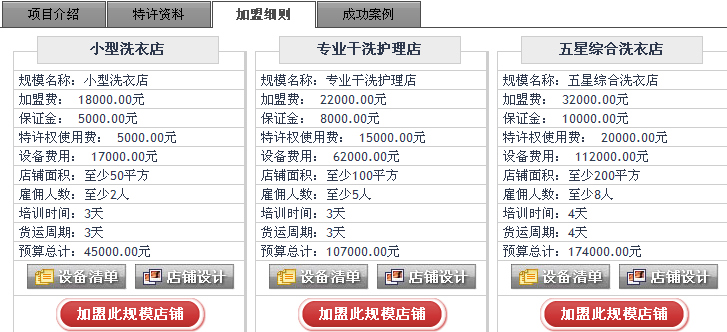 项目介绍
特许资料
加盟细则
成功案例
小型洗衣店
规模名称：小型洗衣店
加盟费： 18000.00元
保证金： 5000.00元
特许权使用费： 5000.00元
设备费用： 17000.00元
店铺面积：至少50平方
雇佣人数：至少2人
培训时间：3天
货运周期：3天
预算总计：45000.00元
设备清单
店铺设计
加盟此规模店铺
专业干洗护理店
规模名称：专业干洗护理店
加盟费： 22000.00元
保证金： 8000.00元
特许权使用费： 15000.00元
设备费用： 62000.00元
店铺面积：至少100平方
雇佣人数：至少5人
培训时间：3天
货运周期：3天
预算总计：107000.00元
设备清单
店铺设计
加盟此规模店铺
五星综合洗衣店
规模名称：五星综合洗衣店
加盟费： 32000.00元
保证金： 10000.00元
特许权使用费： 20000.00元
设备费用： 112000.00元
店铺面积：至少200平方
雇佣人数：至少8人
培训时间：4天
货运周期：4天
预算总计：174000.00元
设备清单
店铺设计
加盟此规模店铺